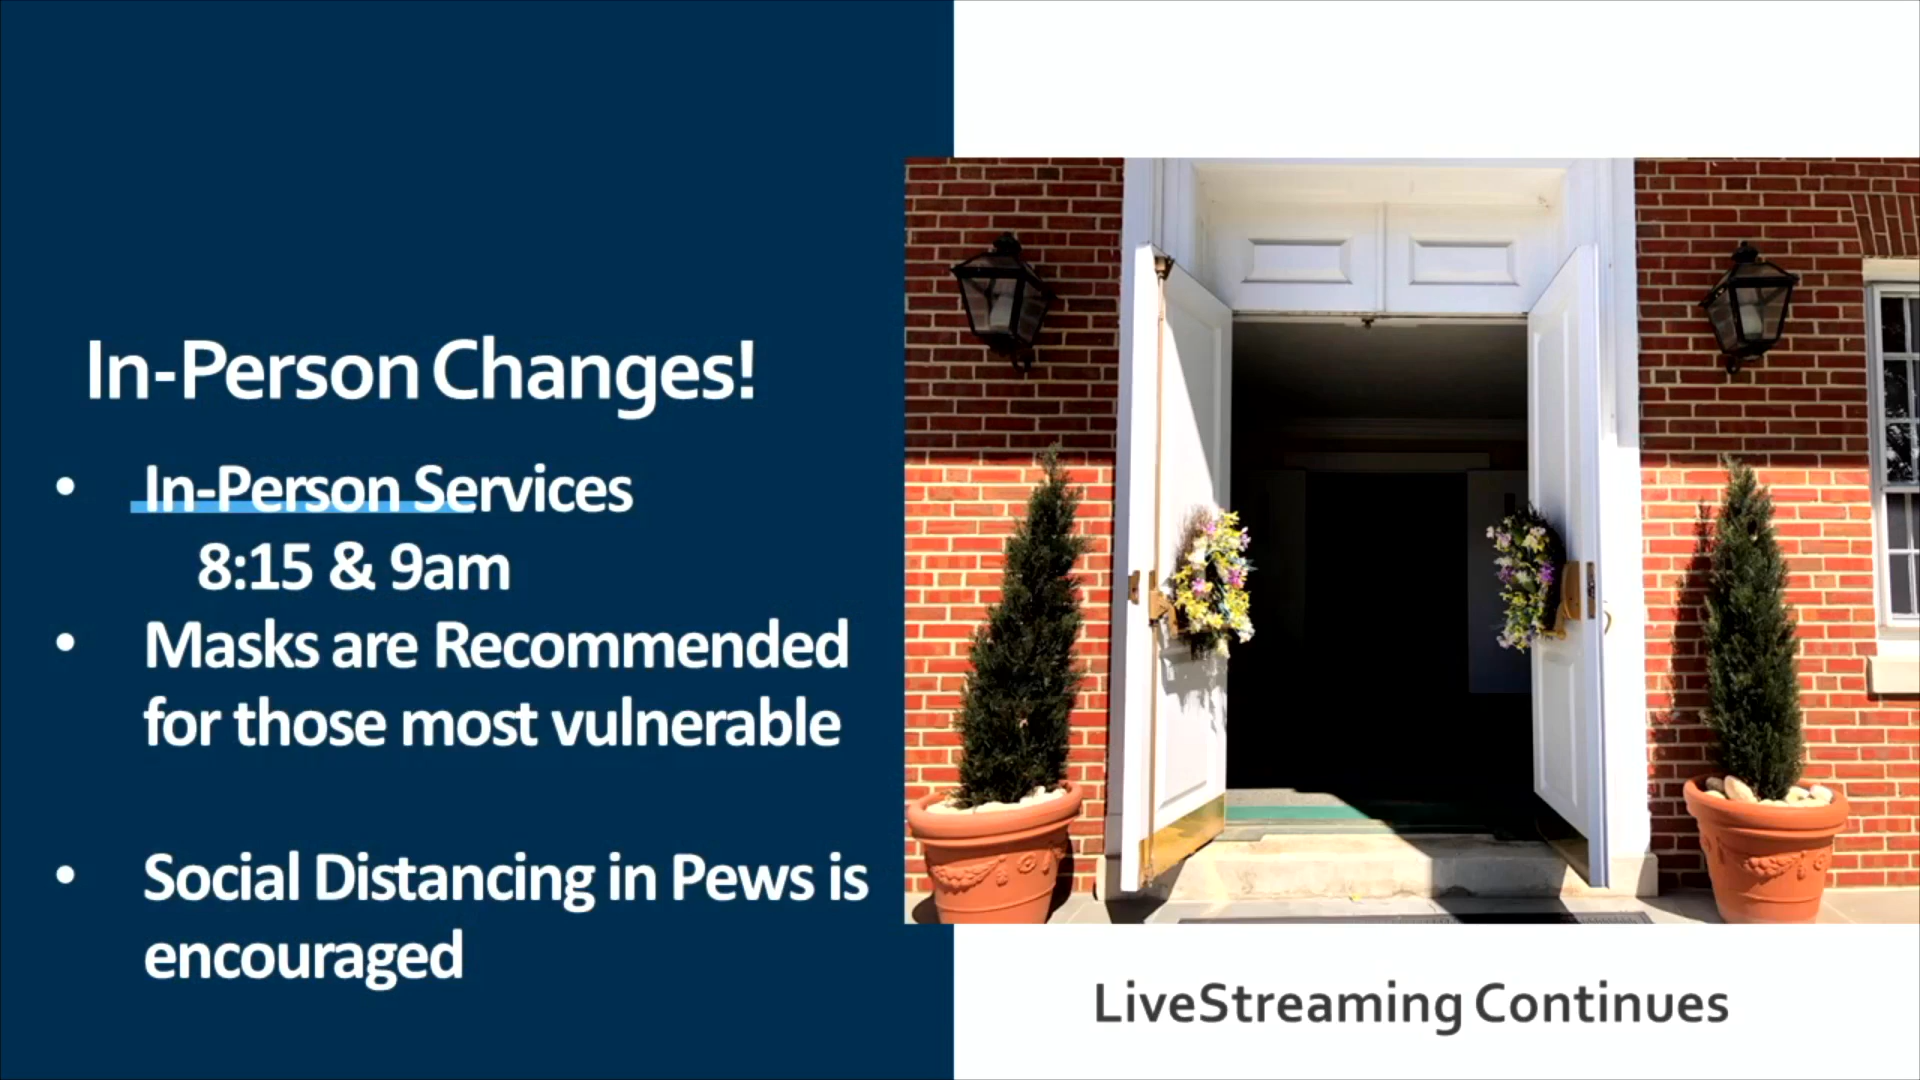 In-Person Changes!
• In-Person Services
8:15 & 9am
• Masks are Recommended
for those most vulnerable
• Social Distancing in Pews is
encouraged
LiveStreaming Continues